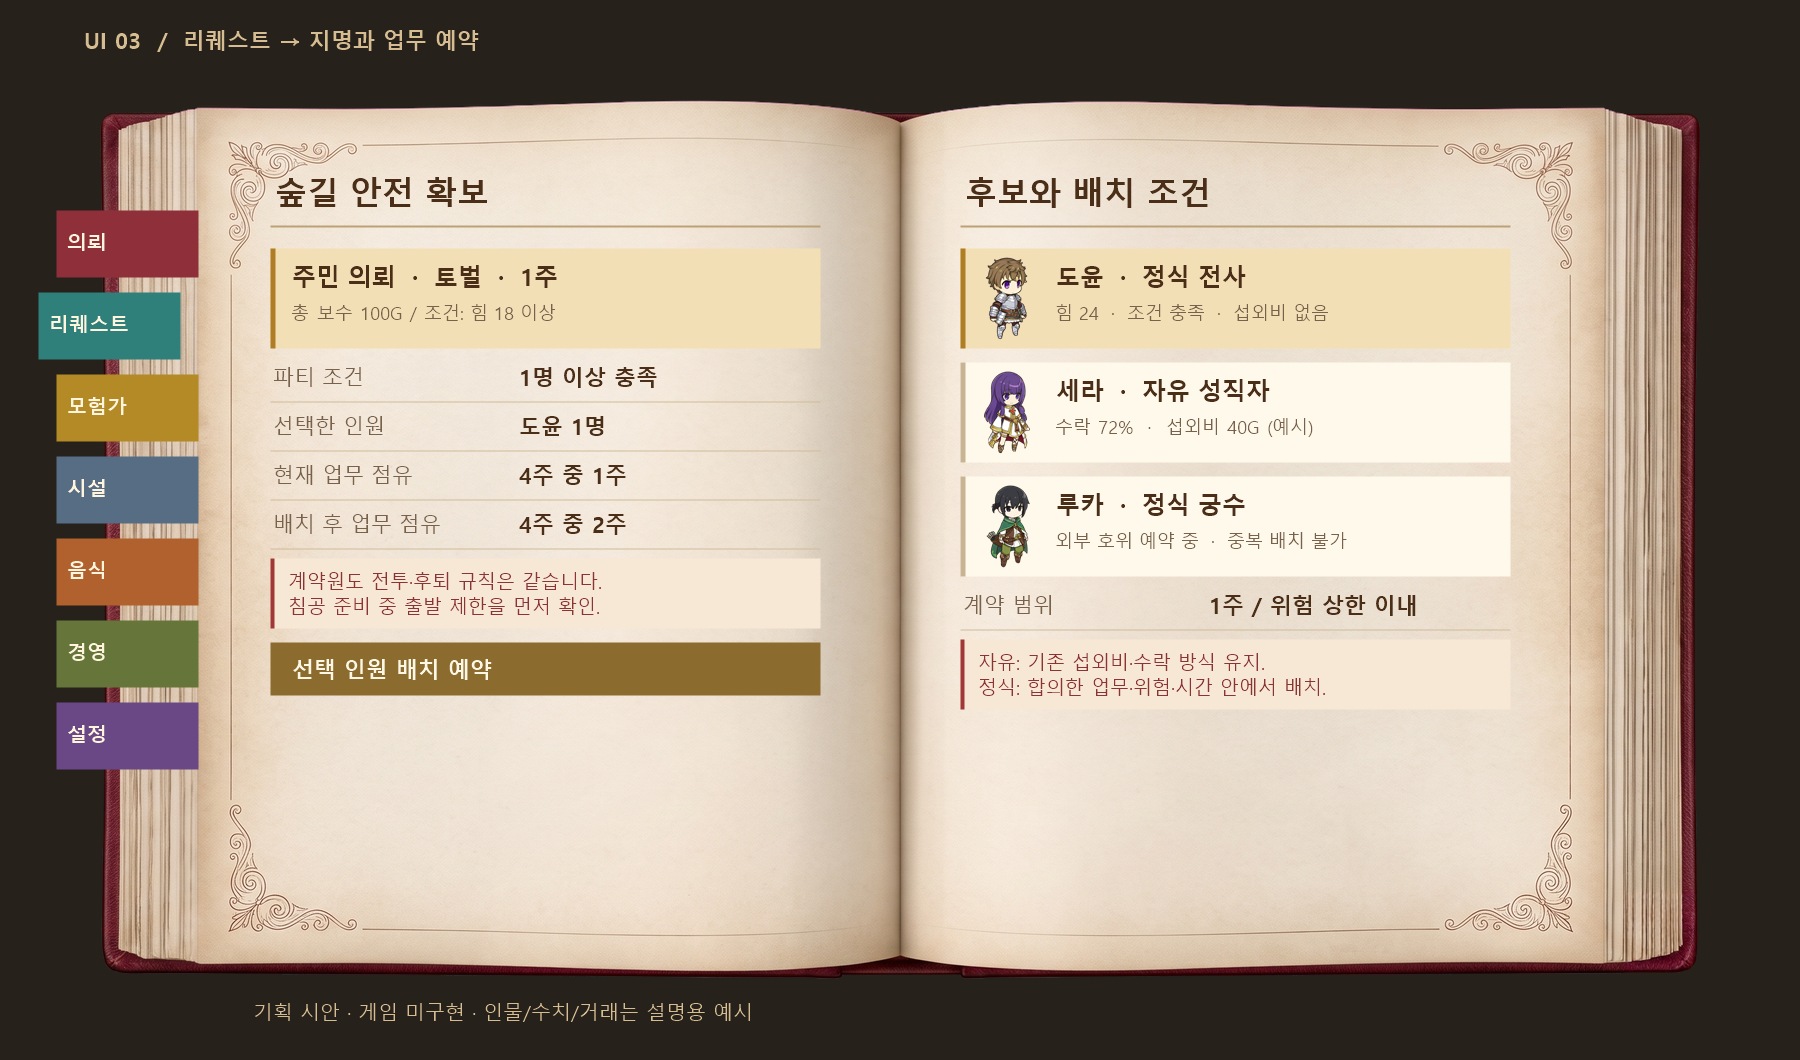 UI 03 / 리퀘스트 → 지명과 업무 예약
의뢰
리퀘스트
모험가
시설
음식
경영
설정
숲길 안전 확보
주민 의뢰 · 토벌 · 1주
총 보수 100G / 조건: 힘 18 이상
파티 조건 1명 이상 충족
선택한 인원 도윤 1명
현재 업무 점유 4주 중 1주
배치 후 업무 점유 4주 중 2주
계약원도 전투·후퇴 규칙은 같습니다.
침공 준비 중 출발 제한을 먼저 확인.
선택 인원 배치 예약
후보와 배치 조건
도윤 · 정식 전사
힘 24 · 조건 충족 · 섭외비 없음
세라 · 자유 성직자
수락 72% · 섭외비 40G (예시)
루카 · 정식 궁수
외부 호위 예약 중 · 중복 배치 불가
계약 범위 1주 / 위험 상한 이내
자유: 기존 섭외비·수락 방식 유지.
정식: 합의한 업무·위험·시간 안에서 배치.
기획 시안 · 게임 미구현 · 인물/수치/거래는 설명용 예시